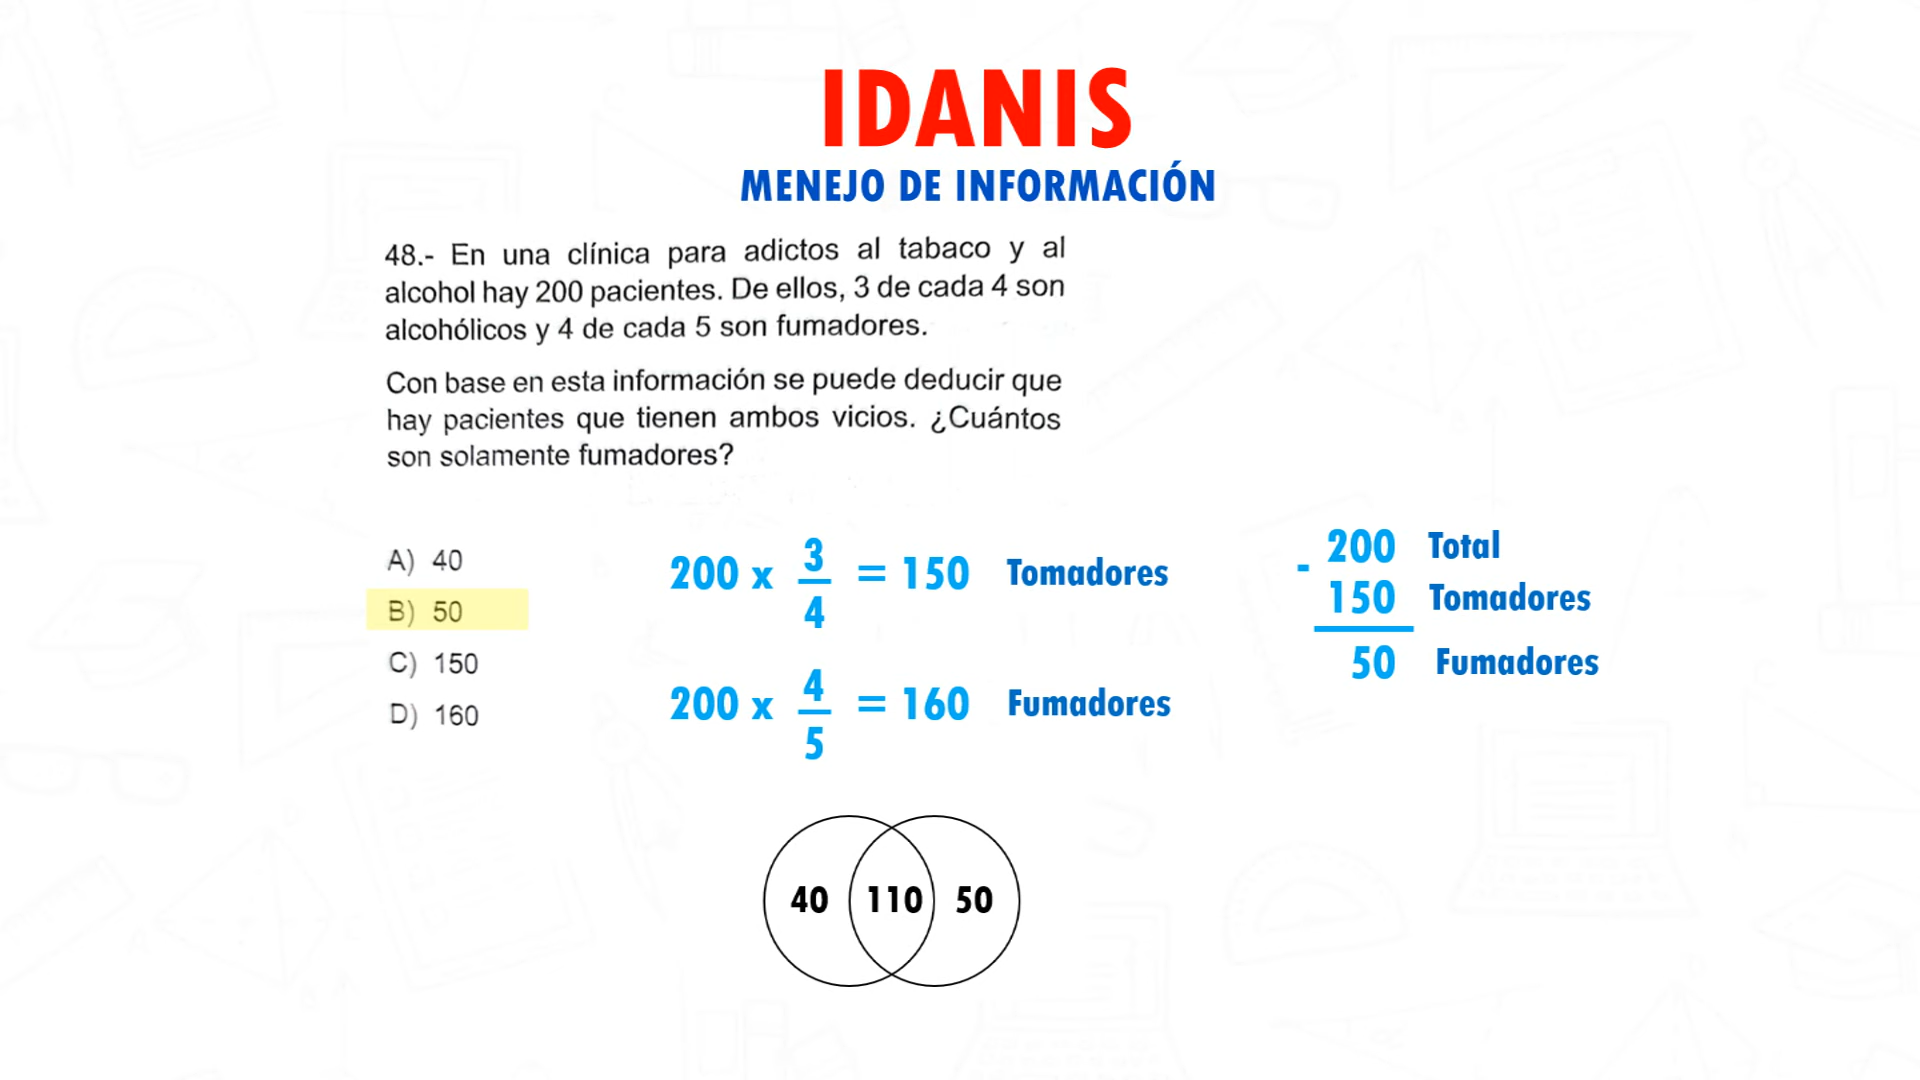 IDANIS
MENEJO DE INFORMACIÓN
48.- En una clínica para adictos al tabaco y al
alcohol hay 200 pacientes. De ellos, 3 de cada 4 son
alcohólicos y 4 de cada 5 son fumadores.
Con base en esta información se puede deducir que
hay pacientes que tienen ambos vicios. ¿Cuántos
son solamente fumadores?
A) 40
B) 50
C) 150
D) 160
200 x 3/4 = 150 Tomadores
200 x 4/5 = 160 Fumadores
200 Total
- 150 Tomadores
50 Fumadores
40 110 50